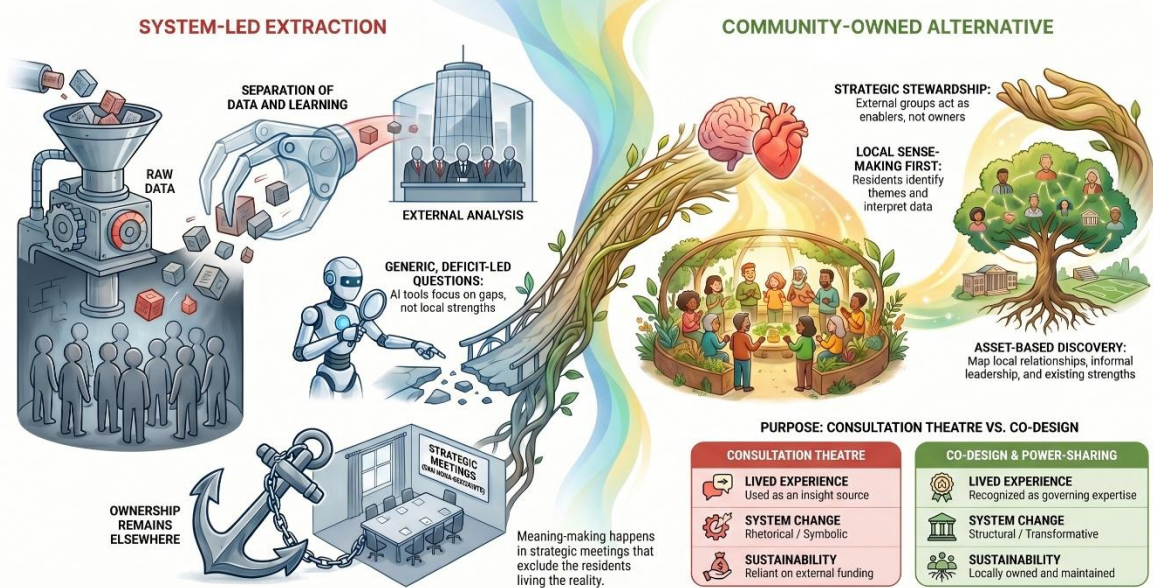 SYSTEM-LED EXTRACTION
SEPARATION OF
DATA AND LEARNING
RAW
DATA
EXTERNAL ANALYSIS
GENERIC, DEFICIT-LED
QUESTIONS:
AI tools focus on gaps,
not local strengths
STRATEGIC
MEETINGS
OWNERSHIP
REMAINS
ELSEWHERE
Meaning-making happens
in strategic meetings that
exclude the residents
living the reality.
COMMUNITY-OWNED ALTERNATIVE
STRATEGIC STEWARDSHIP:
External groups act as
enablers, not owners
LOCAL SENSE-
MAKING FIRST:
Residents identify
themes and
interpret data
ASSET-BASED DISCOVERY:
Map local relationships, informal
leadership, and existing strengths
PURPOSE: CONSULTATION THEATRE VS. CO-DESIGN
CONSULTATION THEATRE
LIVED EXPERIENCE
Used as an insight source
SYSTEM CHANGE
Rhetorical / Symbolic
SUSTAINABILITY
Reliant on external funding
CO-DESIGN & POWER-SHARING
LIVED EXPERIENCE
Recognized as governing expertise
SYSTEM CHANGE
Structural / Transformative
SUSTAINABILITY
Locally owned and maintained